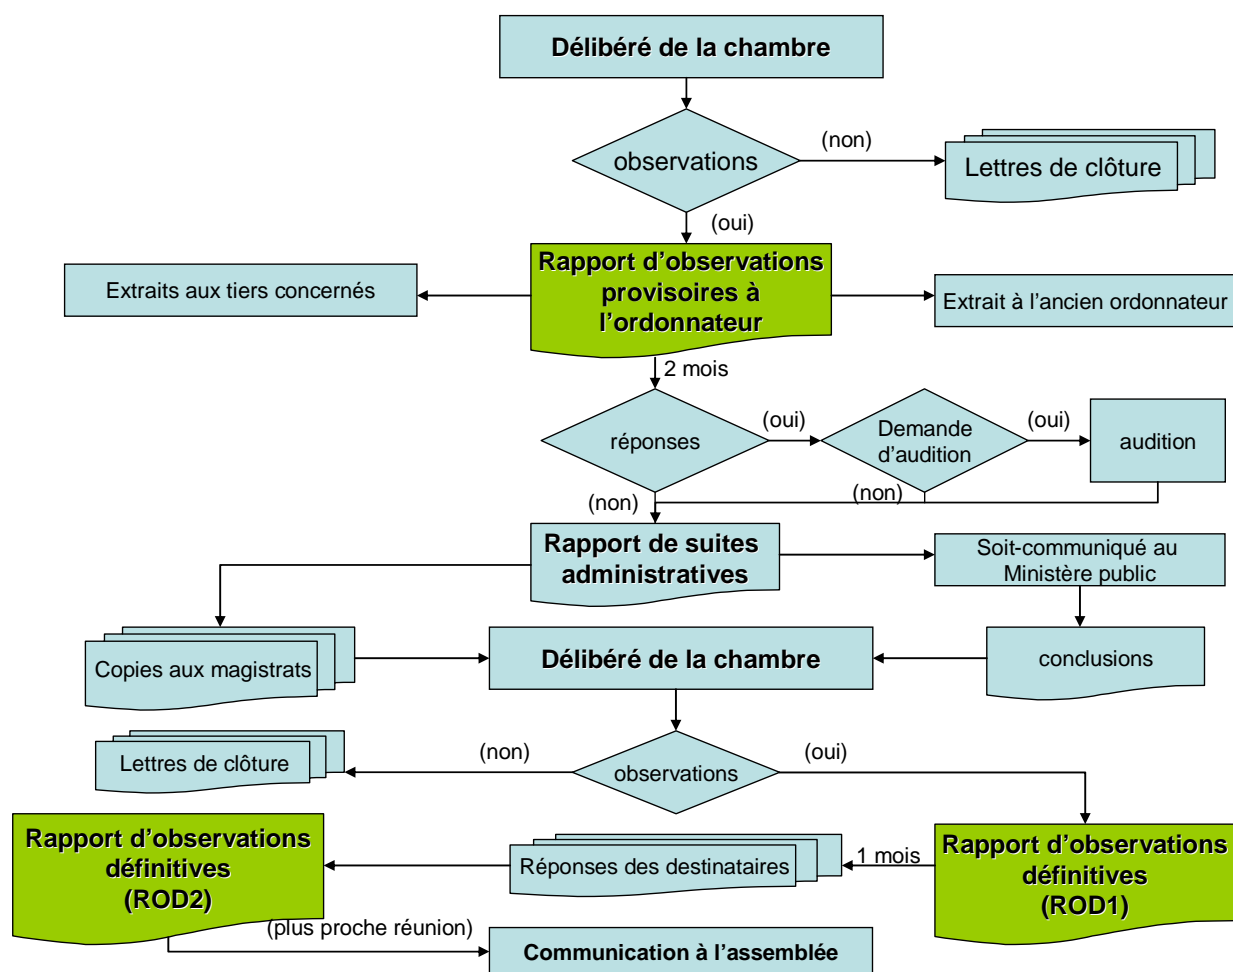 Délibéré de la chambre
observations
(non)
Lettres de clôture
(oui)
Rapport d’observations
provisoires à
l’ordonnateur
Extraits aux tiers concernés
Extrait à l’ancien ordonnateur
2 mois
réponses
(oui)
Demande
d’audition
(oui)
audition
(non)
(non)
Rapport de suites
administratives
Soit-communiqué au
Ministère public
Copies aux magistrats
Délibéré de la chambre
conclusions
Lettres de clôture
(non)
observations
(oui)
Rapport d’observations
définitives
(ROD2)
Réponses des destinataires
1 mois
Rapport d’observations
définitives
(ROD1)
(plus proche réunion)
Communication à l’assemblée